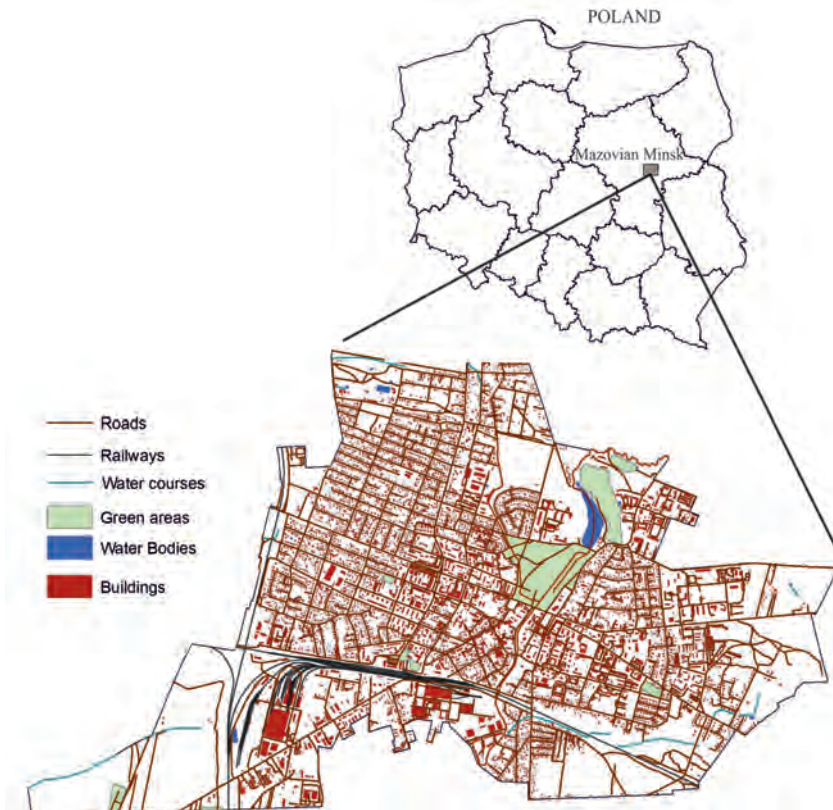 POLAND
Mazovian Minsk
Roads
Railways
Water courses
Green areas
Water Bodies
Buildings